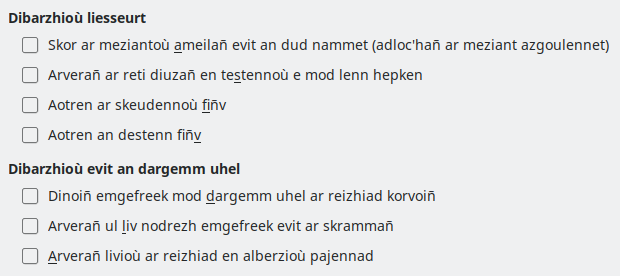 Dibarzhioù liesseurt
Skor ar meziantoù ameilañ evit an dud nammet (adloc'hañ ar meziant azgoulennet)
Arverañ ar reti diuzañ en testennoù e mod lenn hepken
Aotren ar skeudennoù fiñv
Aotren an destenn fiñv
Dibarzhioù evit an dargemm uhel
Dinoiñ emgefreek mod dargemm uhel ar reizhiad korvoiñ
Arverañ ul liv nodrezh emgefreek evit ar skrammañ
Arverañ livioù ar reizhiad en alberzioù pajennad